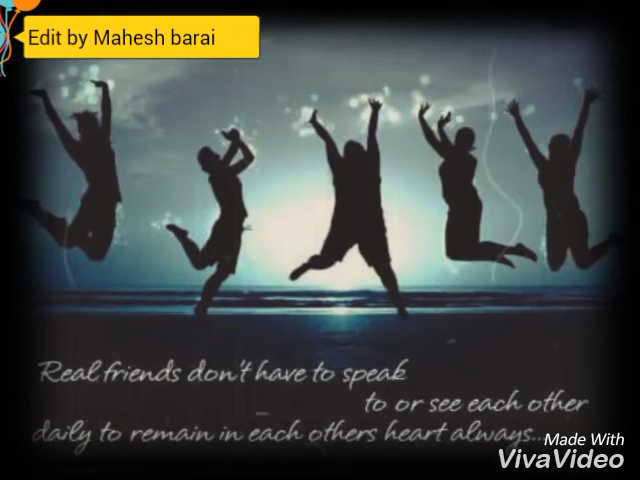 Edit by Mahesh barai
Real friends don't have to speak
to or see each other
daily to remain in each others heart always...
Made With
VivaVideo